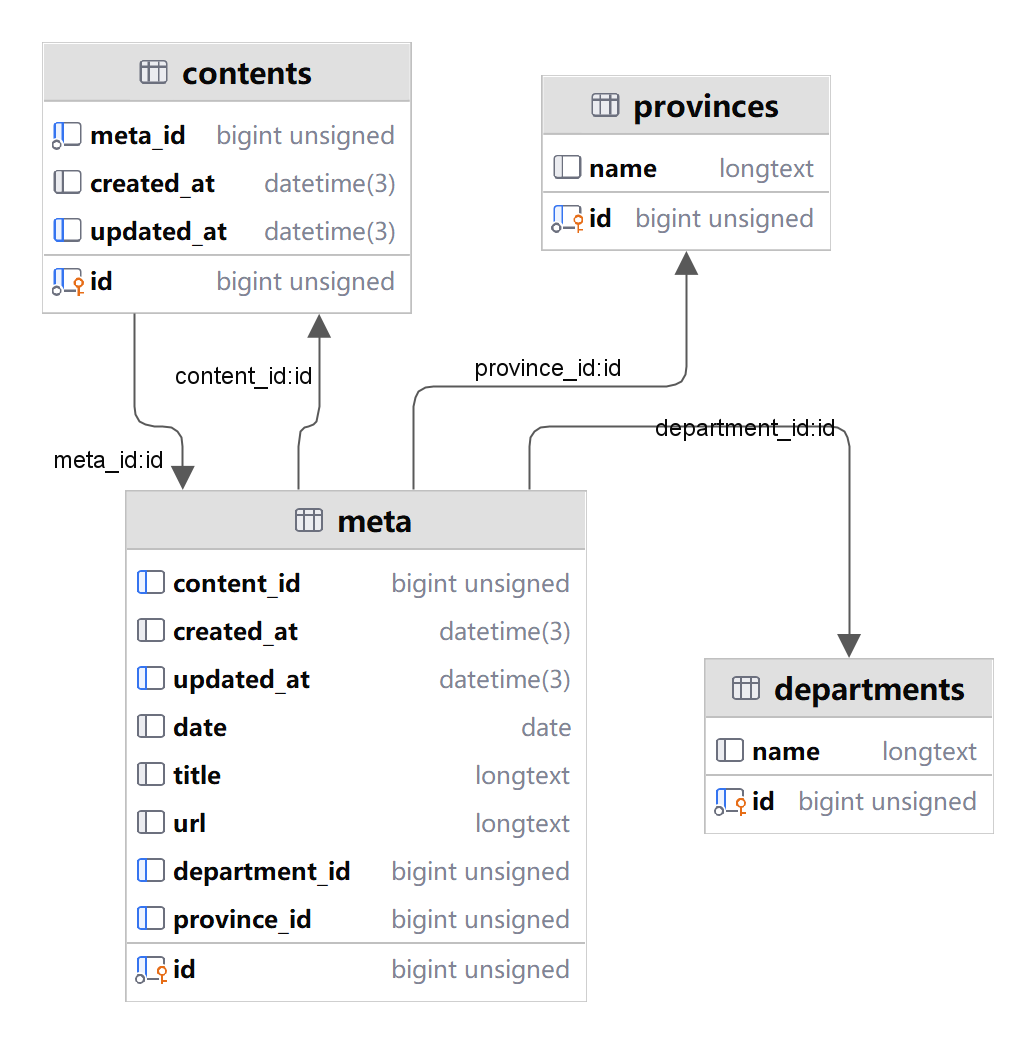 contents
meta_id bigint unsigned
created_at datetime(3)
updated_at datetime(3)
id bigint unsigned
provinces
name longtext
id bigint unsigned
content_id:id
province_id:id
department_id:id
meta_id:id
meta
content_id bigint unsigned
created_at datetime(3)
updated_at datetime(3)
date date
title longtext
url longtext
department_id bigint unsigned
province_id bigint unsigned
id bigint unsigned
departments
name longtext
id bigint unsigned